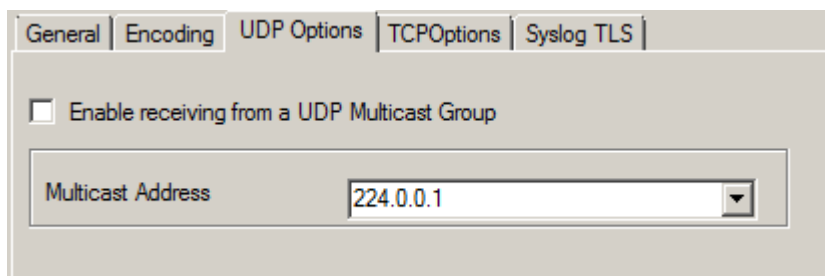 General Encoding UDP Options TCPOptions Syslog TLS
Enable receiving from a UDP Multicast Group
Multicast Address 224.0.0.1